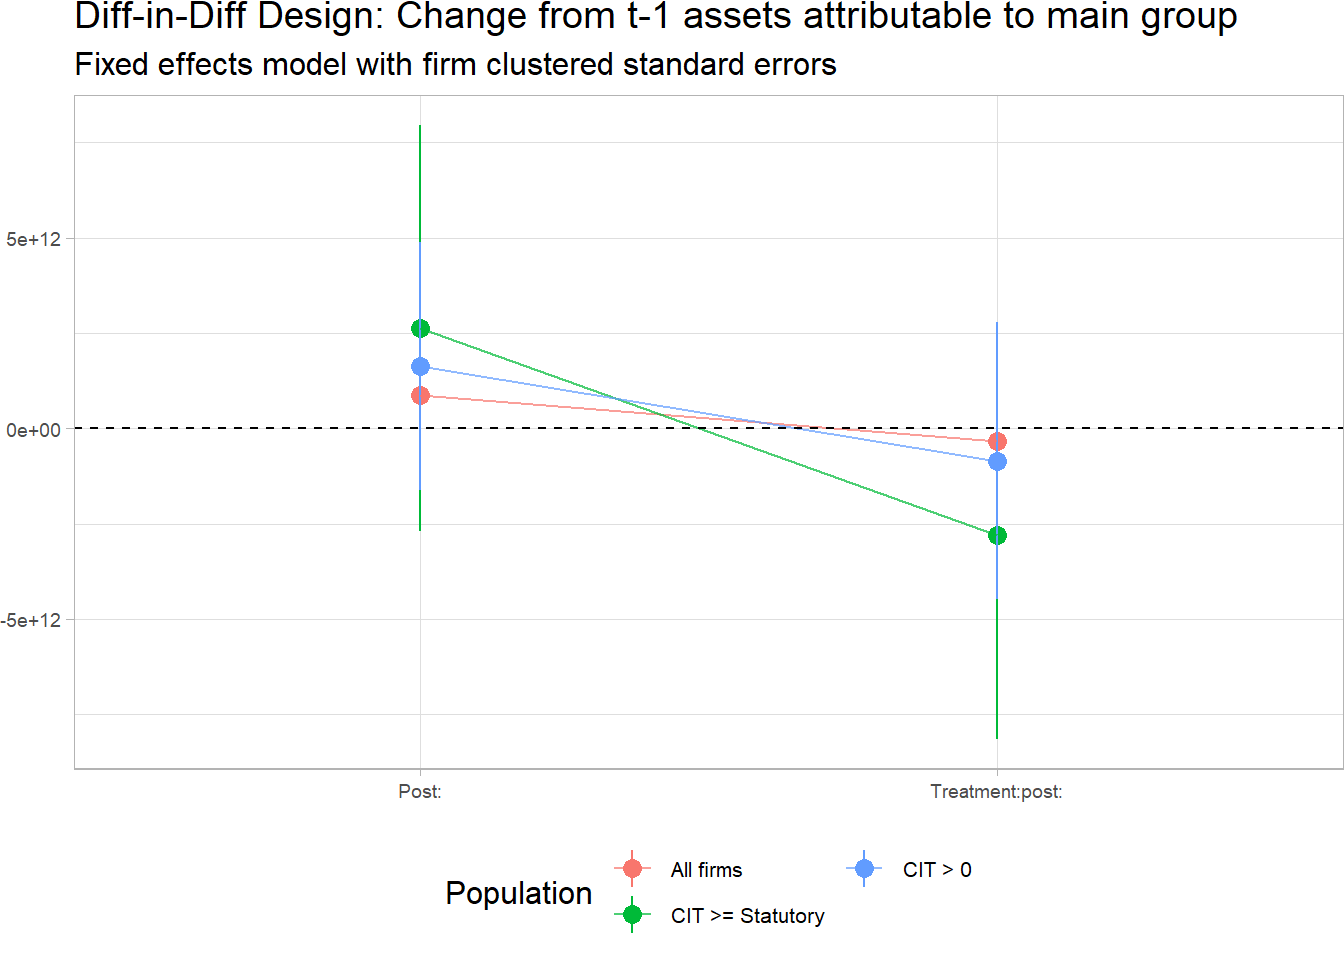 Diff-in-Diff Design: Change from t-1 assets attributable to main group
Fixed effects model with firm clustered standard errors
5e+12
0e+00
-5e+12
Post:
Treatment:post:
Population
All firms
CIT > 0
CIT >= Statutory